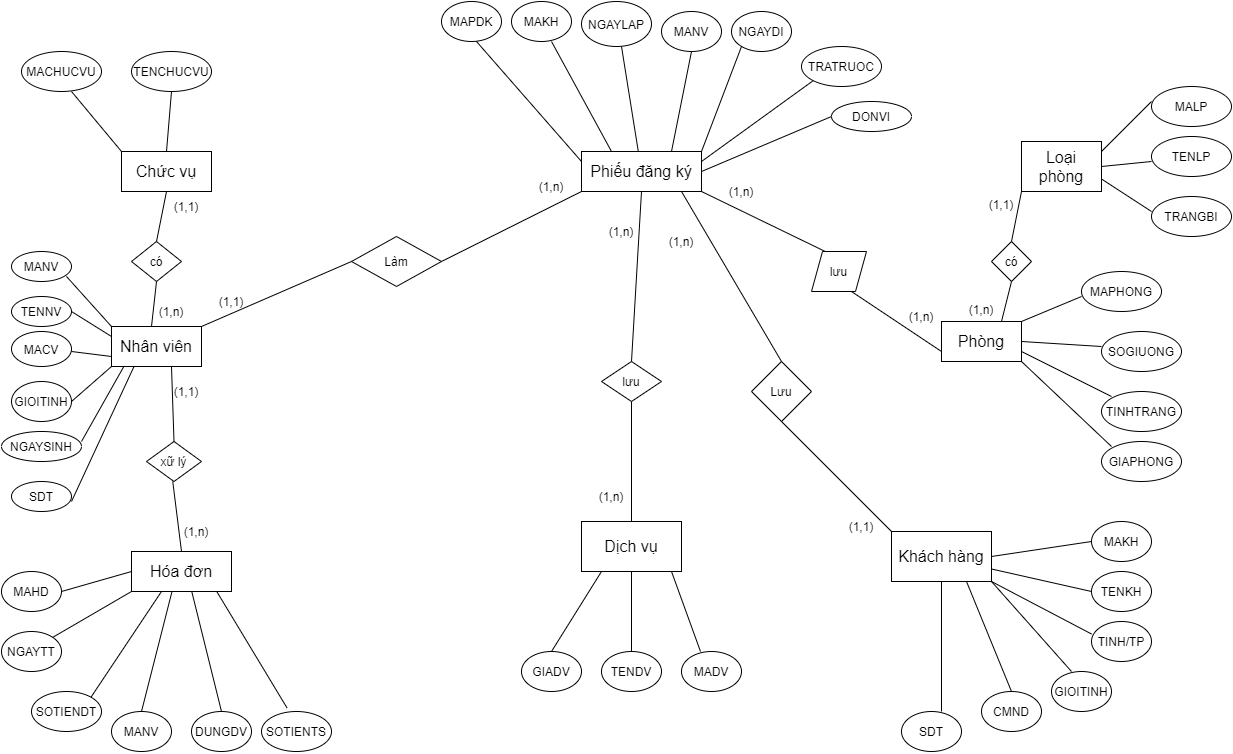 MAPDK
MAKH
NGAYLAP
MANV
NGAYDI
TRATRUOC
DONVI
MACHUCVU
TENCHUCVU
Chức vụ
(1,1)
có
(1,n)
Phiếu đăng ký
(1,n)
(1,n)
(1,n)
(1,n)
Làm
(1,1)
Loại
phòng
MALP
TENLP
TRANGBI
(1,1)
có
(1,n)
lưu
(1,n)
Phòng
MAPHONG
SOGIUONG
TINHTRANG
GIAPHONG
MANV
TENNV
MACV
GIOITINH
NGAYSINH
SDT
Nhân viên
(1,1)
xữ lý
(1,n)
lưu
(1,n)
Lưu
(1,1)
Hóa đơn
MAHD
NGAYTT
SOTIENDT
MANV
DUNGDV
SOTIENTS
Dịch vụ
GIADV
TENDV
MADV
Khách hàng
MAKH
TENKH
TINH/TP
GIOITINH
CMND
SDT